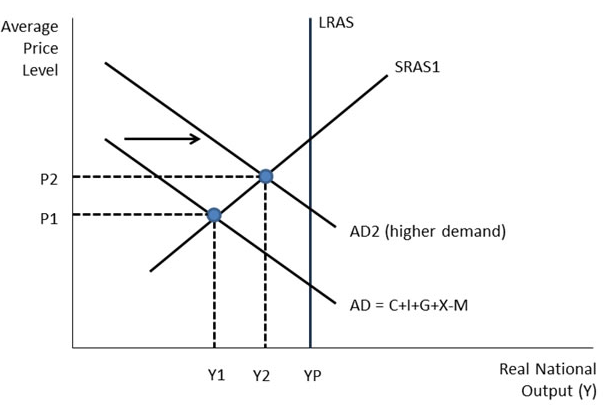 Average
Price
Level
LRAS
SRAS1
P2
P1
AD2 (higher demand)
AD = C+I+G+X-M
Y1
Y2
YP
Real National
Output (Y)